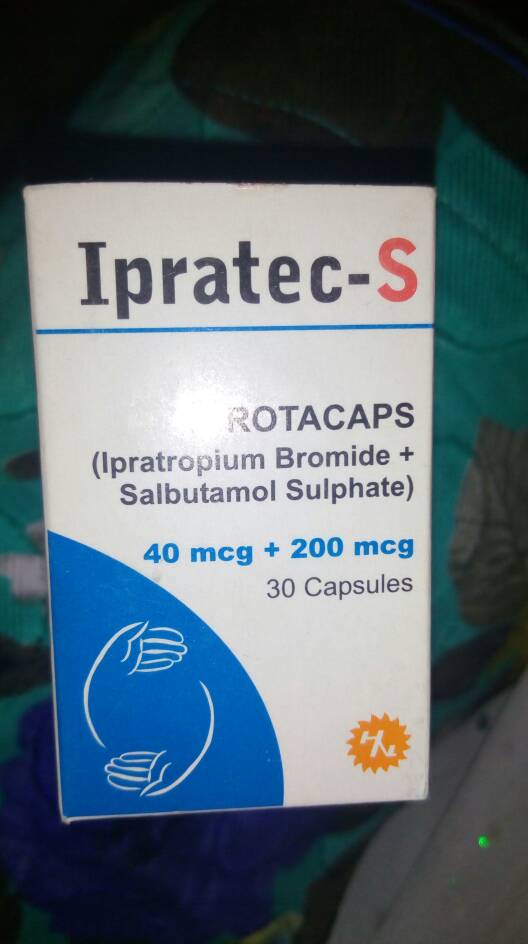 Ipratec-S
ROTACAPS
(Ipratropium Bromide +
Salbutamol Sulphate)
40 mcg + 200 mcg
30 Capsules